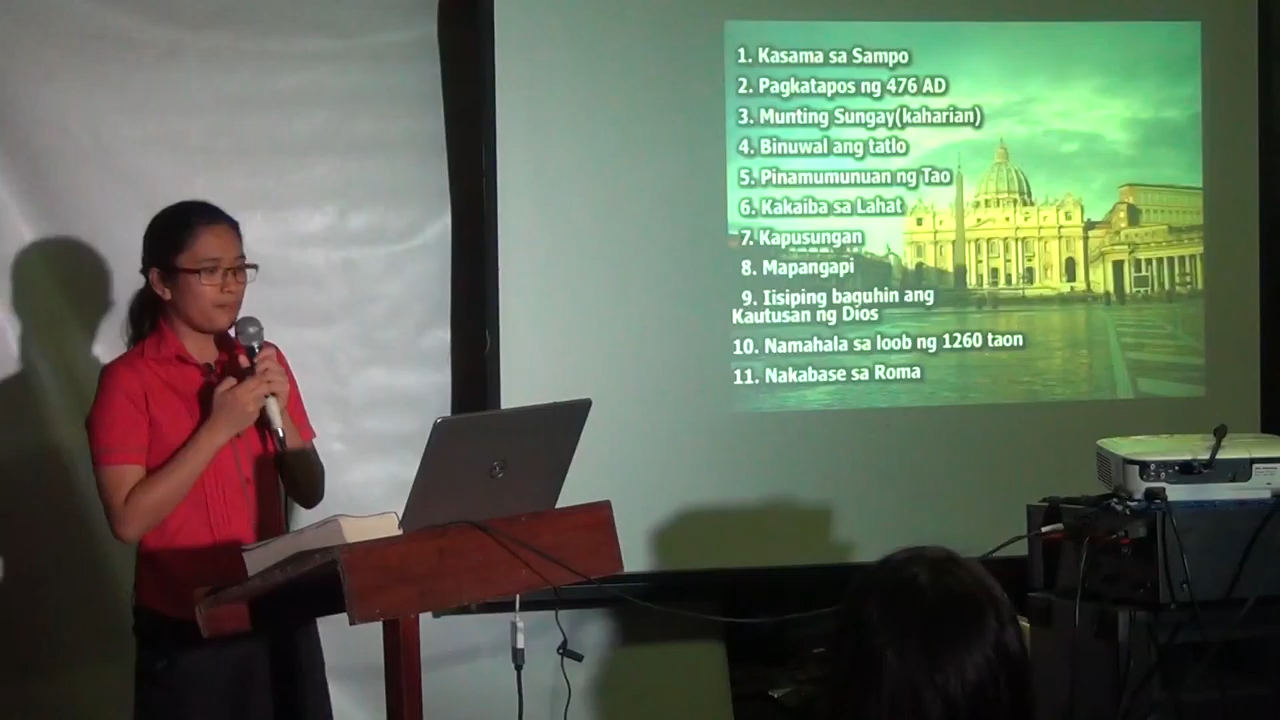 1. Kasama sa Sampo
2. Pagkatapos ng 476 AD
3. Munting Sungay(kaharian)
4. Binuwal ang tatlo
5. Pinamumunuan ng Tao
6. Kakaiba sa Lahat
7. Kapusungan
8. Mapangapi
9. Iisiping baguhin ang
Kautusan ng Dios
10. Namahala sa loob ng 1260 taon
11. Nakabase sa Roma